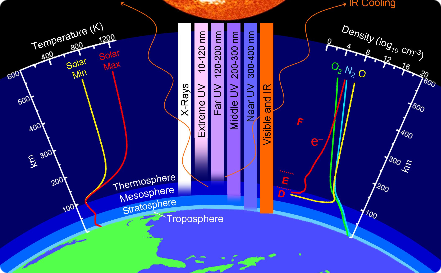 IR Cooling
Temperature (K)
400
800
1200
Density (log10 cm-3)
0
4
8
12
16
20
600
500
400
300
200
100
km
Solar
Min
Solar
Max
X-Rays
Extreme UV 10-120 nm
Far UV 120-200 nm
Middle UV 200-350 nm
Near UV 300-400 nm
Visible and IR
O2
N2
O
F
e-
E
D
600
500
400
300
200
100
km
Thermosphere
Mesosphere
Stratosphere
Troposphere